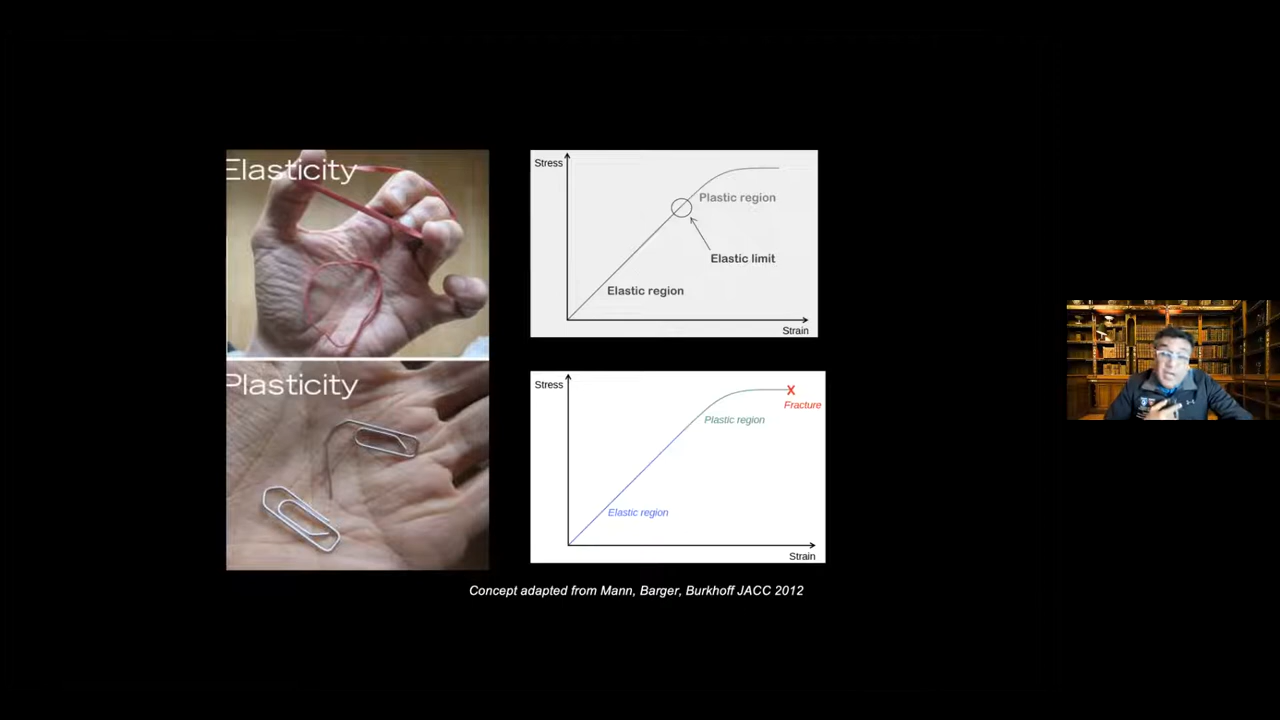 Elasticity
Stress
Plastic region
Elastic limit
Elastic region
Strain
Plasticity
Stress
X
Fracture
Plastic region
Elastic region
Strain
Concept adapted from Mann, Barger, Burkhoff JACC 2012